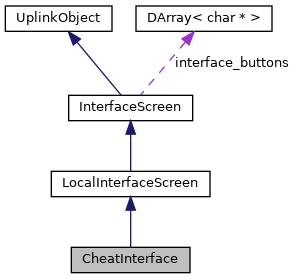 UplinkObject
DArray< char * >
interface_buttons
InterfaceScreen
LocalInterfaceScreen
CheatInterface